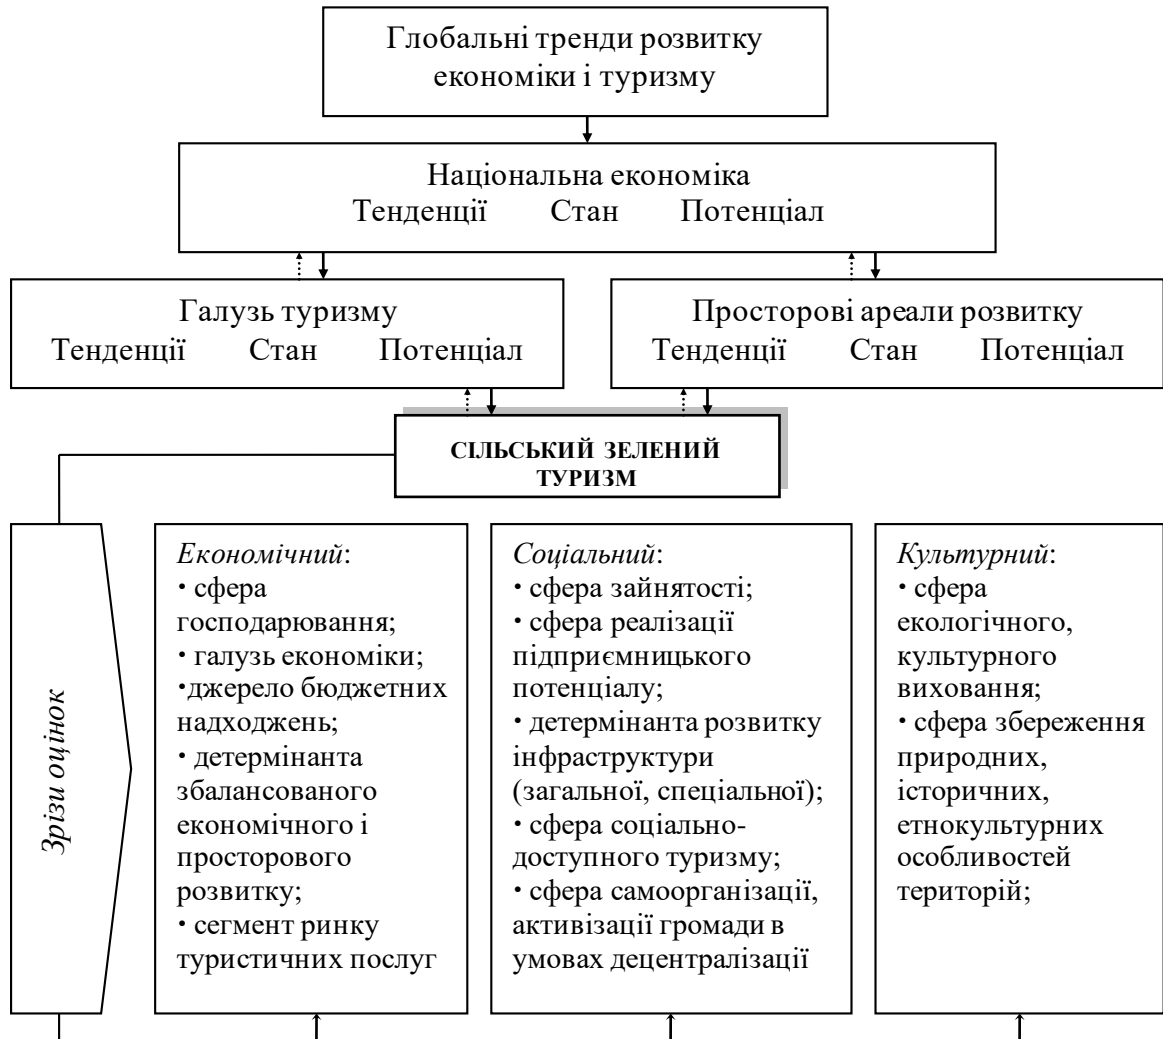 Глобальні тренди розвитку
економіки і туризму
Національна економіка
Тенденції Стан Потенціал
Галузь туризму
Тенденції Стан Потенціал
Просторові ареали розвитку
Тенденції Стан Потенціал
СІЛЬСЬКИЙ ЗЕЛЕНИЙ
ТУРИЗМ
Зрізи оцінок
Економічний:
• сфера
господарювання;
• галузь економіки;
•джерело бюджетних
надходжень;
• детермінанта
збалансованого
економічного і
просторового
розвитку;
• сегмент ринку
туристичних послуг
Соціальний:
• сфера зайнятості;
• сфера реалізації
підприємницького
потенціалу;
• детермінанта розвитку
інфраструктури
(загальної, спеціальної);
• сфера соціально-
доступного туризму;
• сфера самоорганізації,
активізації громади в
умовах децентралізації
Культурний:
• сфера
екологічного,
культурного
виховання;
• сфера збереження
природних,
історичних,
етнокультурних
особливостей
територій;